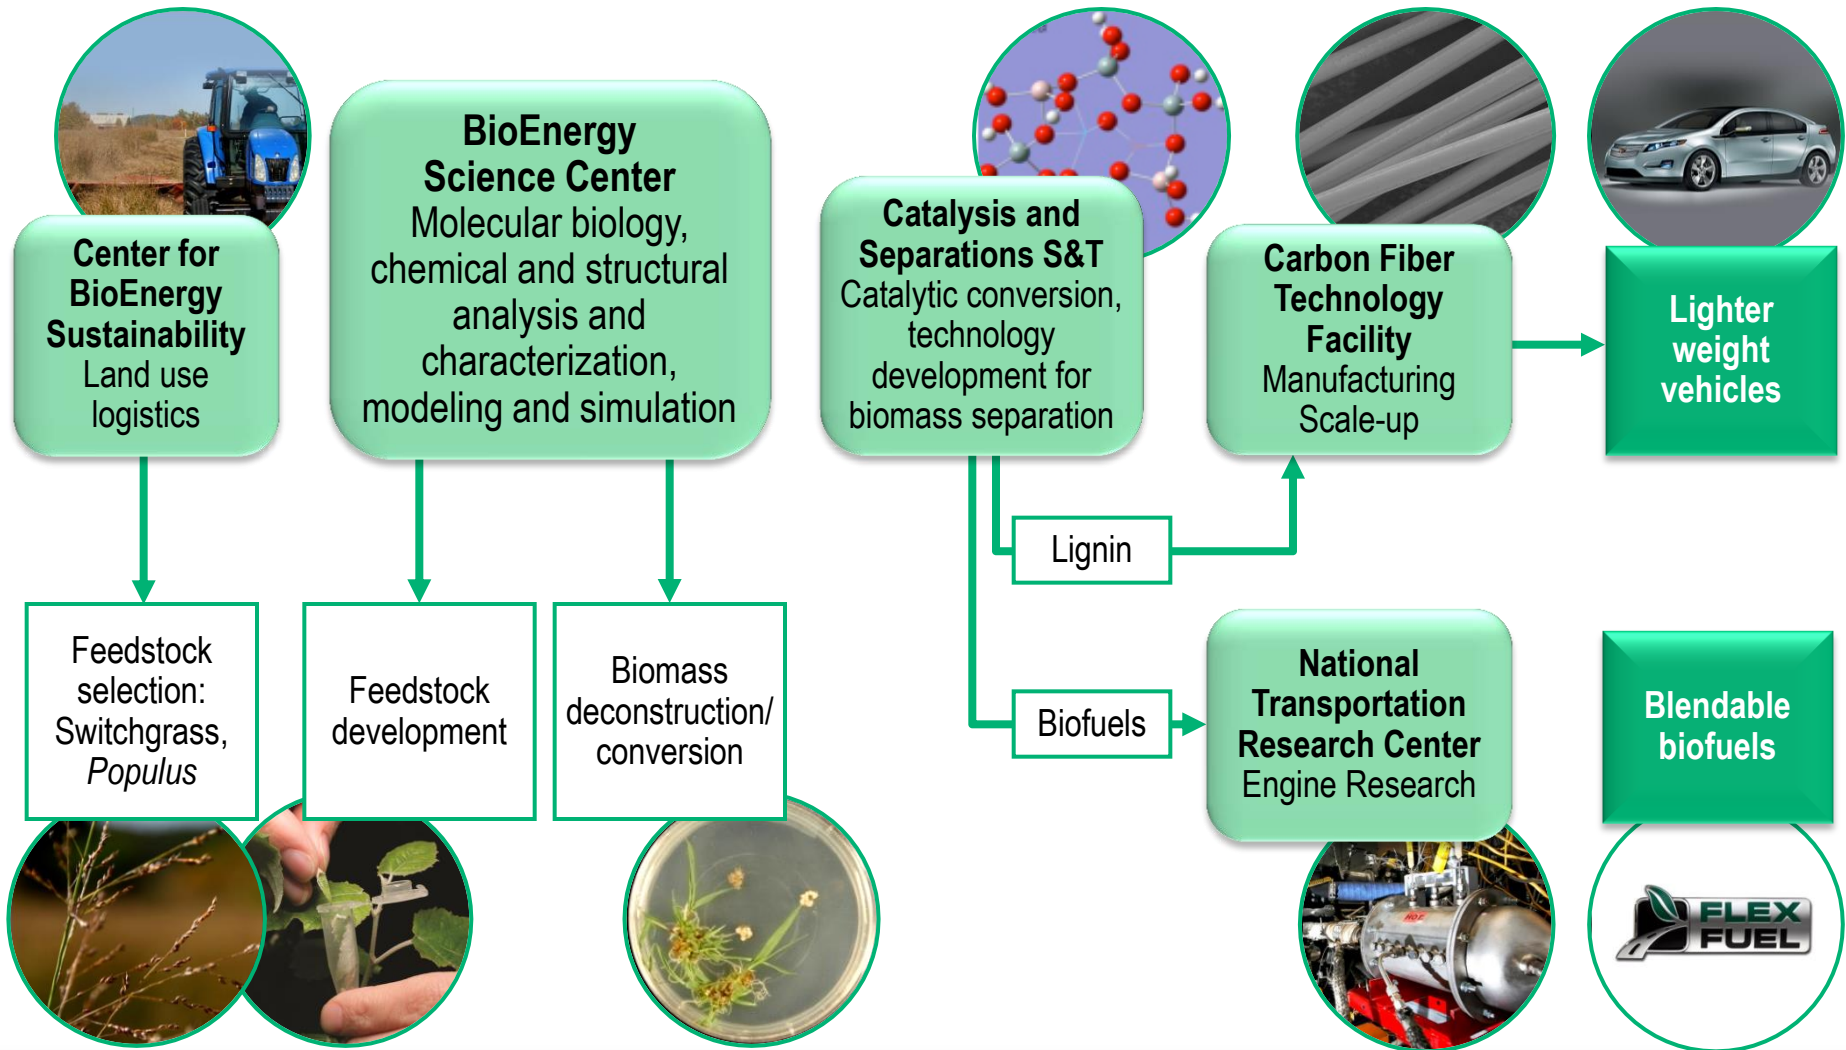 Center for
BioEnergy
Sustainability
Land use
logistics
BioEnergy
Science Center
Molecular biology,
chemical and structural
analysis and
characterization,
modeling and simulation
Catalysis and
Separations S&T
Catalytic conversion,
technology
development for
biomass separation
Carbon Fiber
Technology
Facility
Manufacturing
Scale-up
Lighter
weight
vehicles
Lignin
Feedstock
selection:
Switchgrass,
Populus
Feedstock
development
Biomass
deconstruction/
conversion
Biofuels
National
Transportation
Research Center
Engine Research
Blendable
biofuels
HOT
FLEX
FUEL